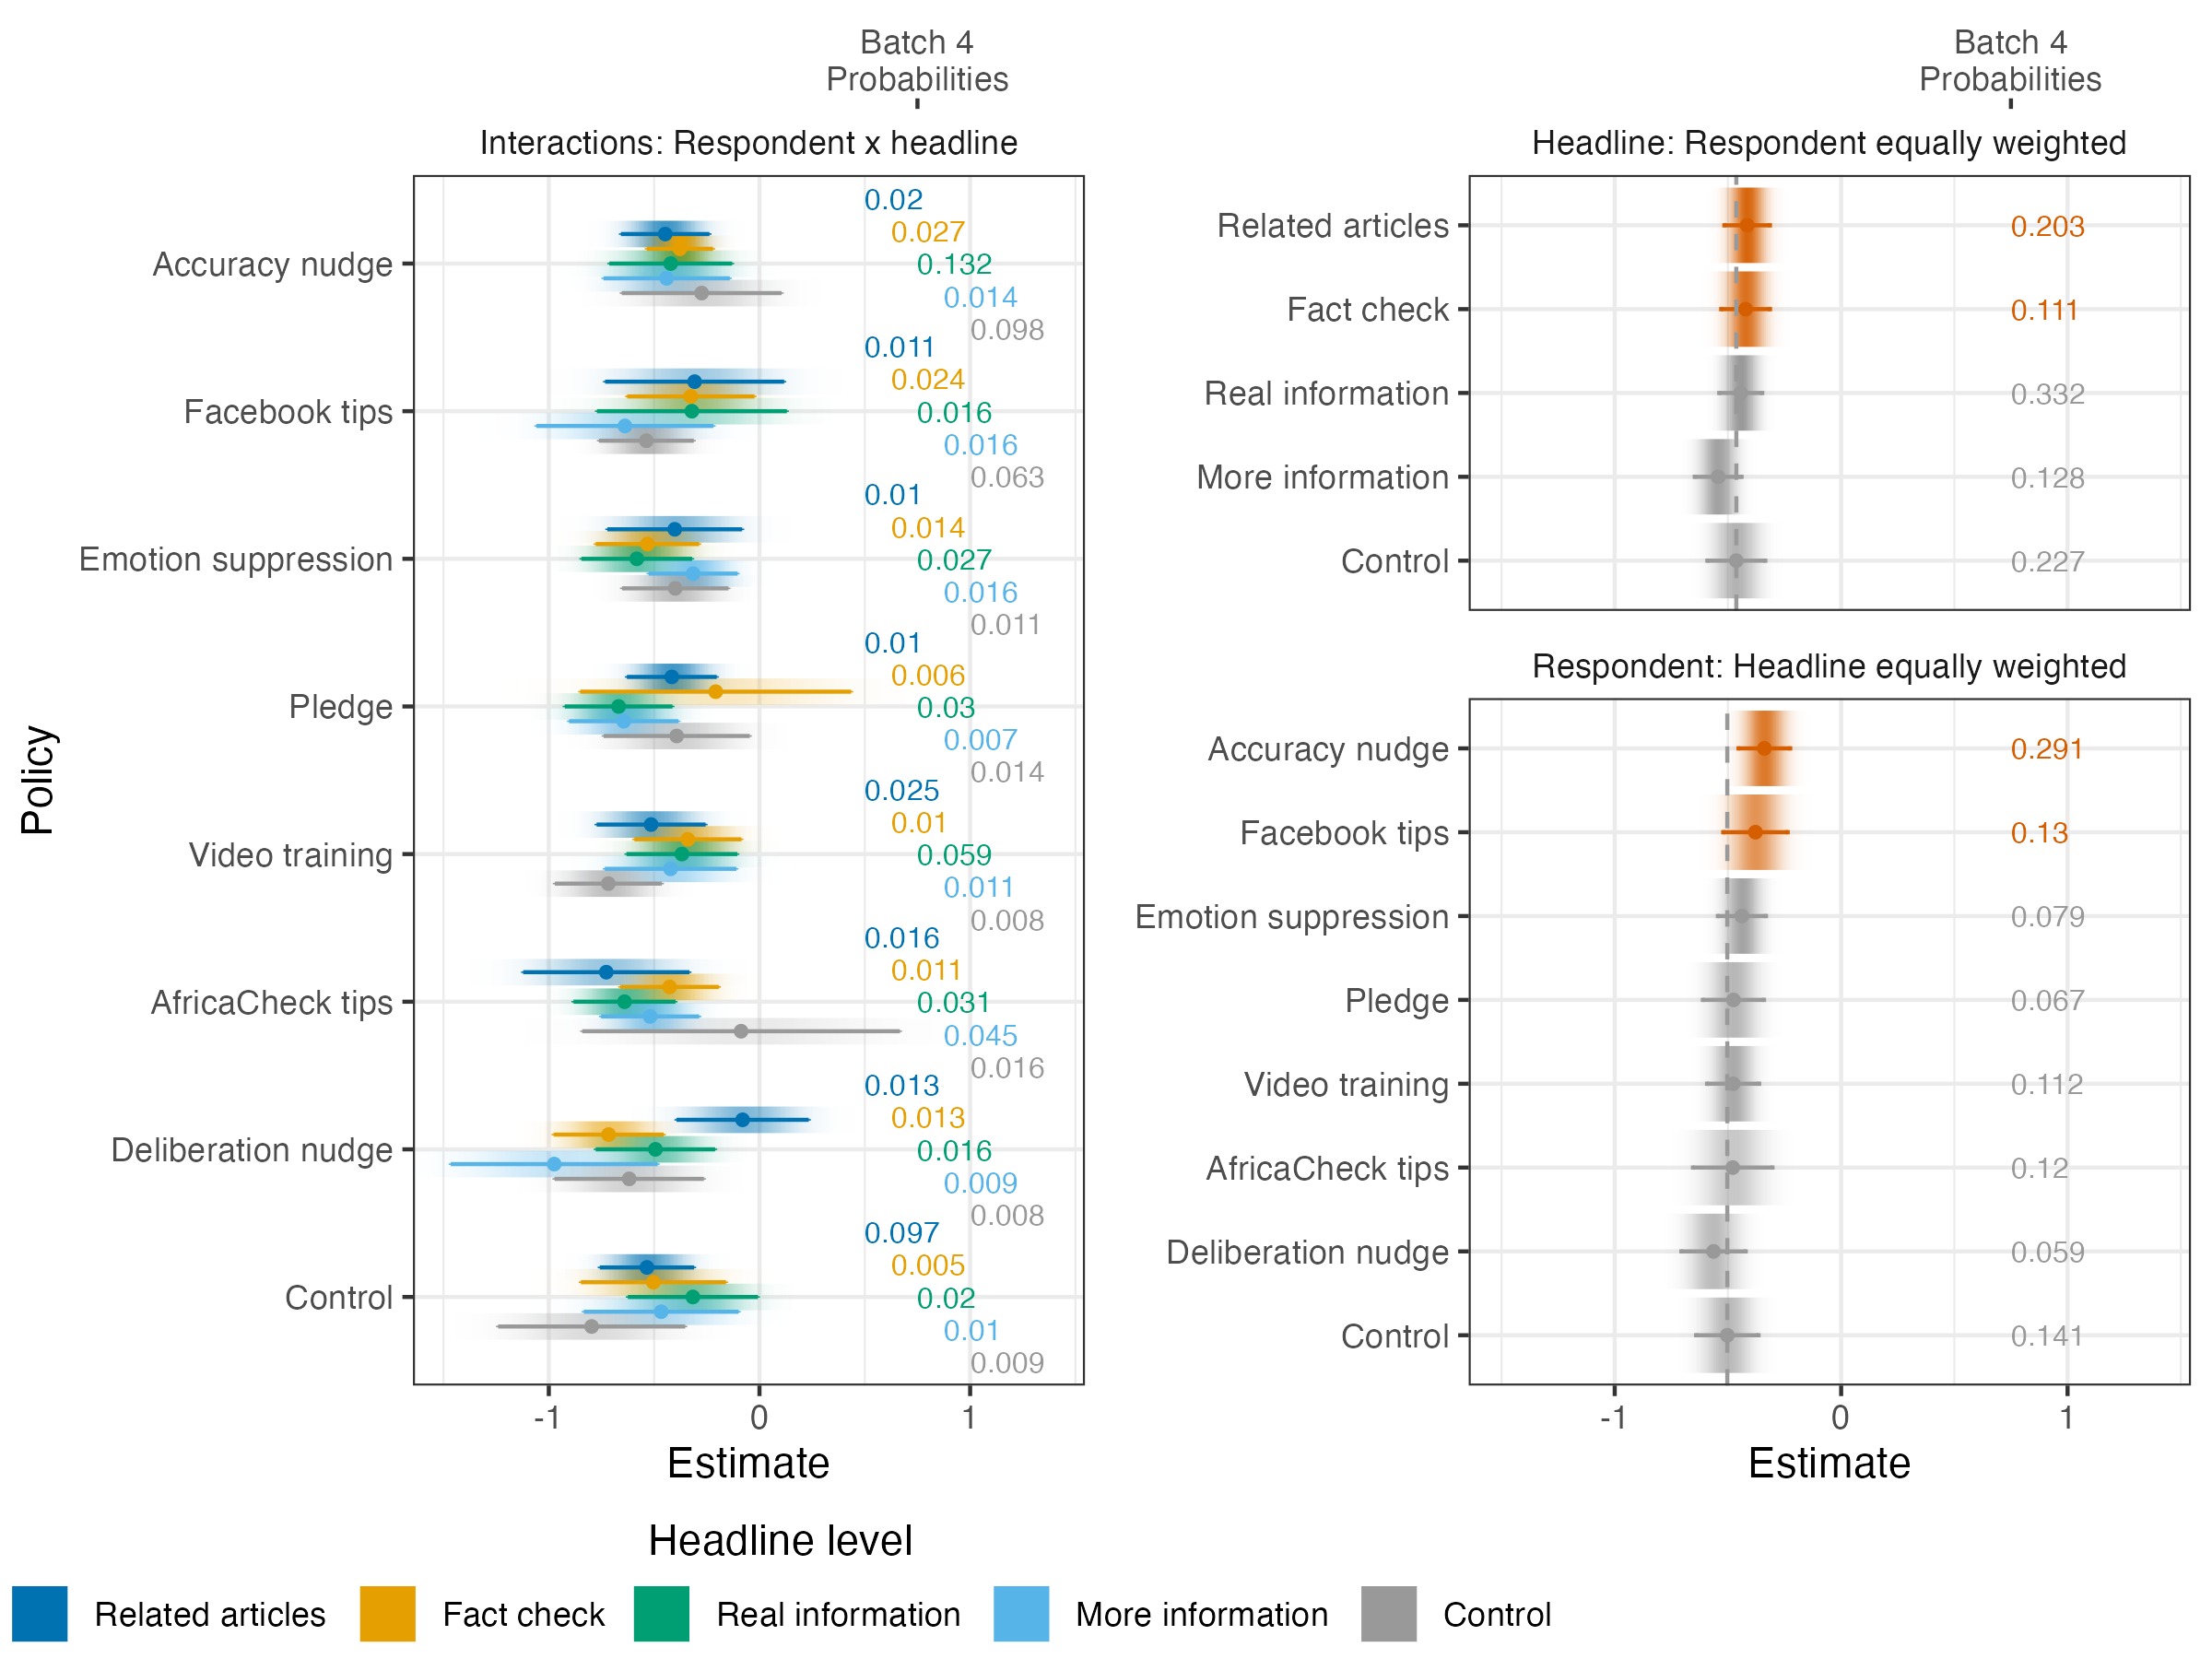 Batch 4
Probabilities
Interactions: Respondent x headline
Policy
Accuracy nudge
0.02
0.027
0.132
0.014
0.098
Facebook tips
0.011
0.024
0.016
0.016
0.063
Emotion suppression
0.01
0.014
0.027
0.016
0.011
Pledge
0.01
0.006
0.03
0.007
0.014
Video training
0.025
0.01
0.059
0.011
0.008
AfricaCheck tips
0.016
0.011
0.031
0.045
0.016
Deliberation nudge
0.013
0.013
0.016
0.009
0.008
Control
0.097
0.005
0.02
0.01
0.009
-1 0 1
Estimate
Batch 4
Probabilities
Headline: Respondent equally weighted
Related articles 0.203
Fact check 0.111
Real information 0.332
More information 0.128
Control 0.227
Respondent: Headline equally weighted
Accuracy nudge 0.291
Facebook tips 0.13
Emotion suppression 0.079
Pledge 0.067
Video training 0.112
AfricaCheck tips 0.12
Deliberation nudge 0.059
Control 0.141
-1 0 1
Estimate
Headline level
Related articles Fact check Real information More information Control